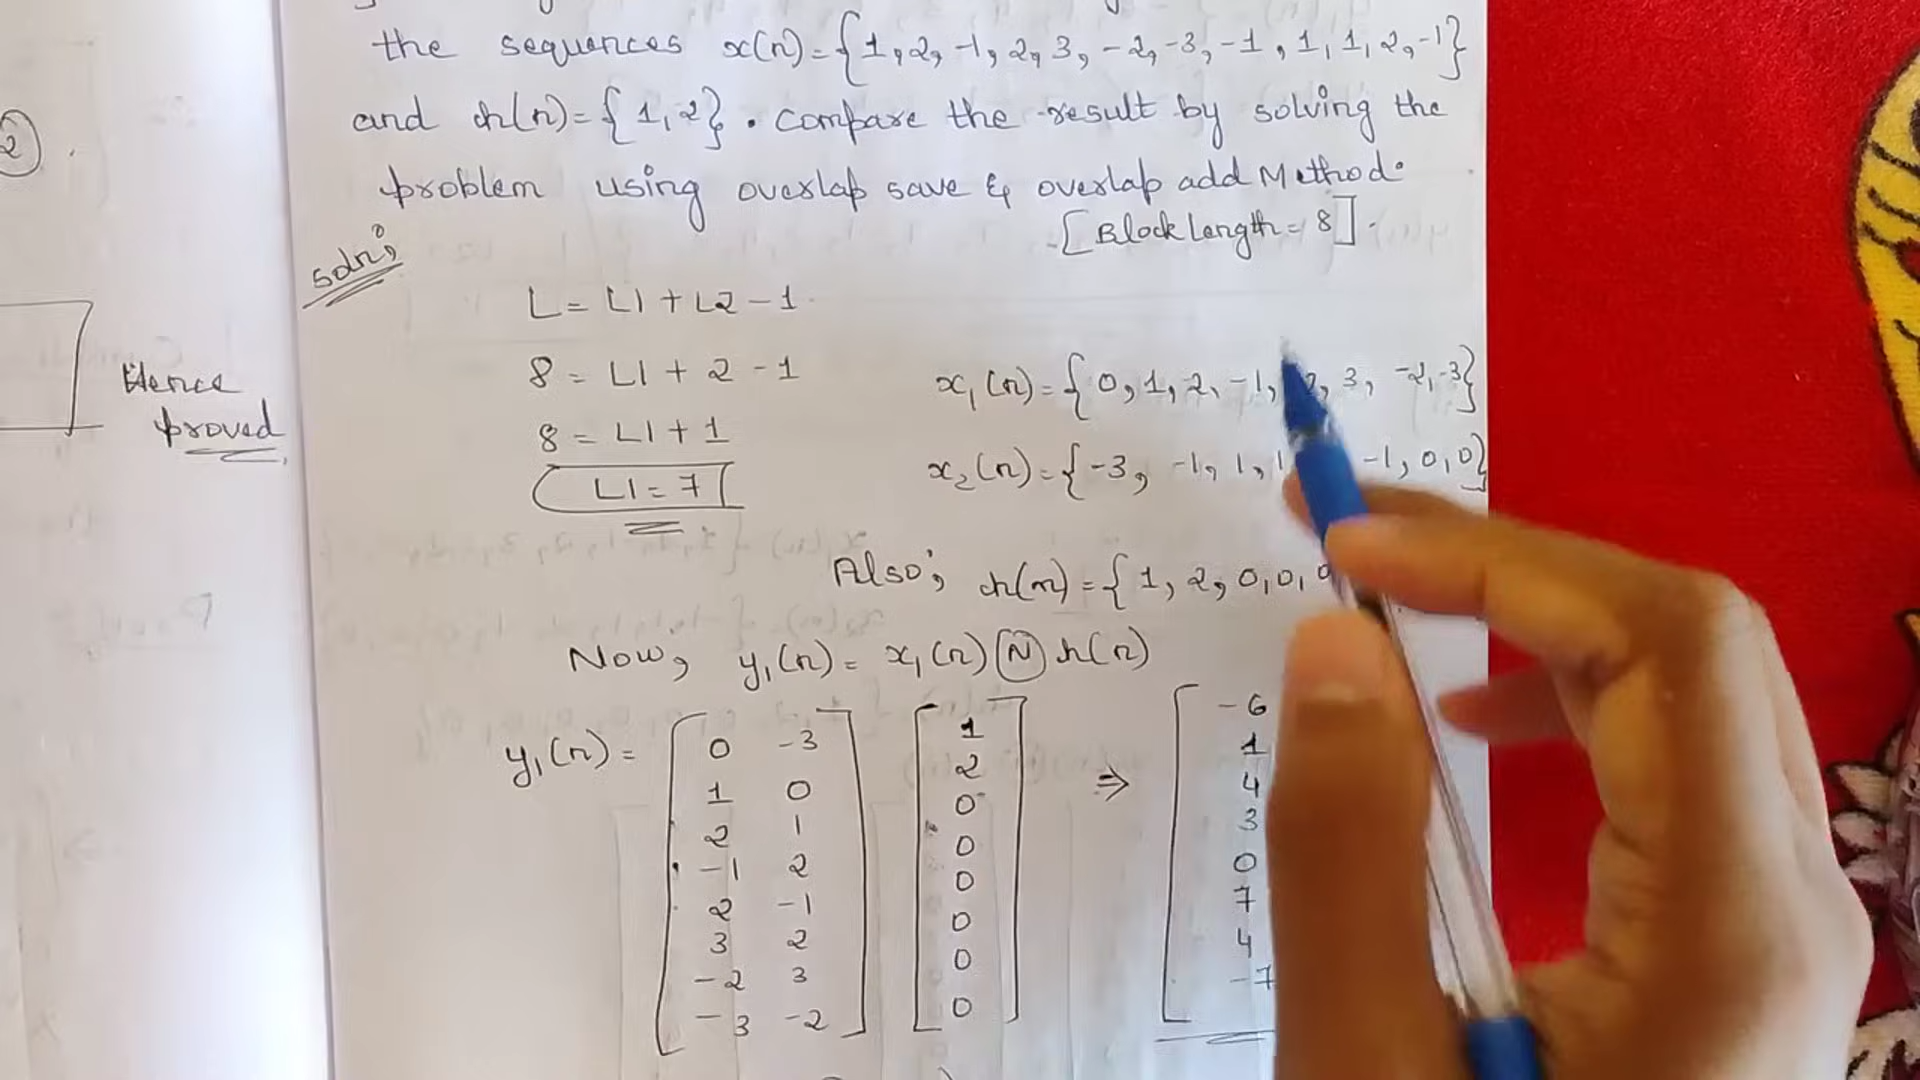 the sequences x(n)={1,2,-1,2,3,-2,-3,-1,1,1,2,-1}
and h(n)={1,2}. Compare the result by solving the
problem using overlap save & overlap add Method.
[Block Length = 8].
2
soln;
L = L1 + L2 - 1
8 = L1 + 2 - 1
8 = L1 + 1
L1 = 7
Hence
proved
x₁(n)={0,1,2,-1, 2, 3, -2,-3}
x₂(n)={-3, -1, 1, 1 -1, 0,0}
Also; h(n)={1, 2, 0,0,0
Now, y₁(n)= x₁(n) Ⓝ h(n)
y₁(n)= ⇒
0 -3 1 -6
1 0 2 1
2 1 0 4
-1 2 0 3
2 -1 0 0
3 2 0 7
-2 3 0 4
-3 -2 0 -7